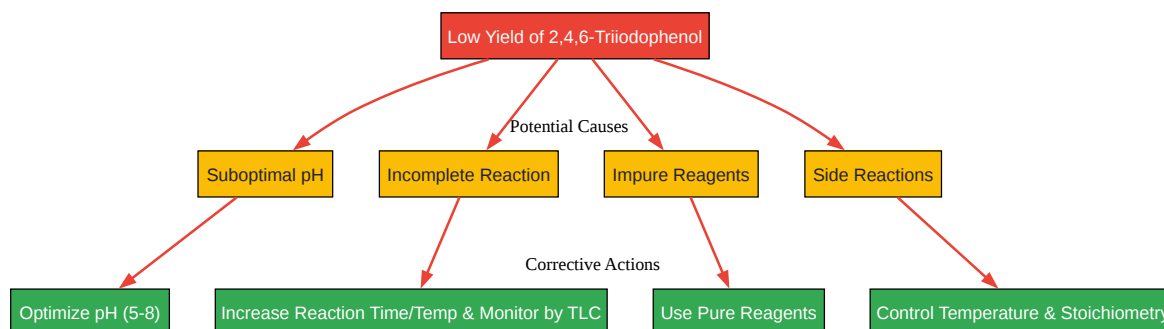 Low Yield of 2,4,6-Triiodophenol
Potential Causes
Suboptimal pH
Incomplete Reaction
Impure Reagents
Side Reactions
Corrective Actions
Optimize pH (5-8)
Increase Reaction Time/Temp & Monitor by TLC
Use Pure Reagents
Control Temperature & Stoichiometry